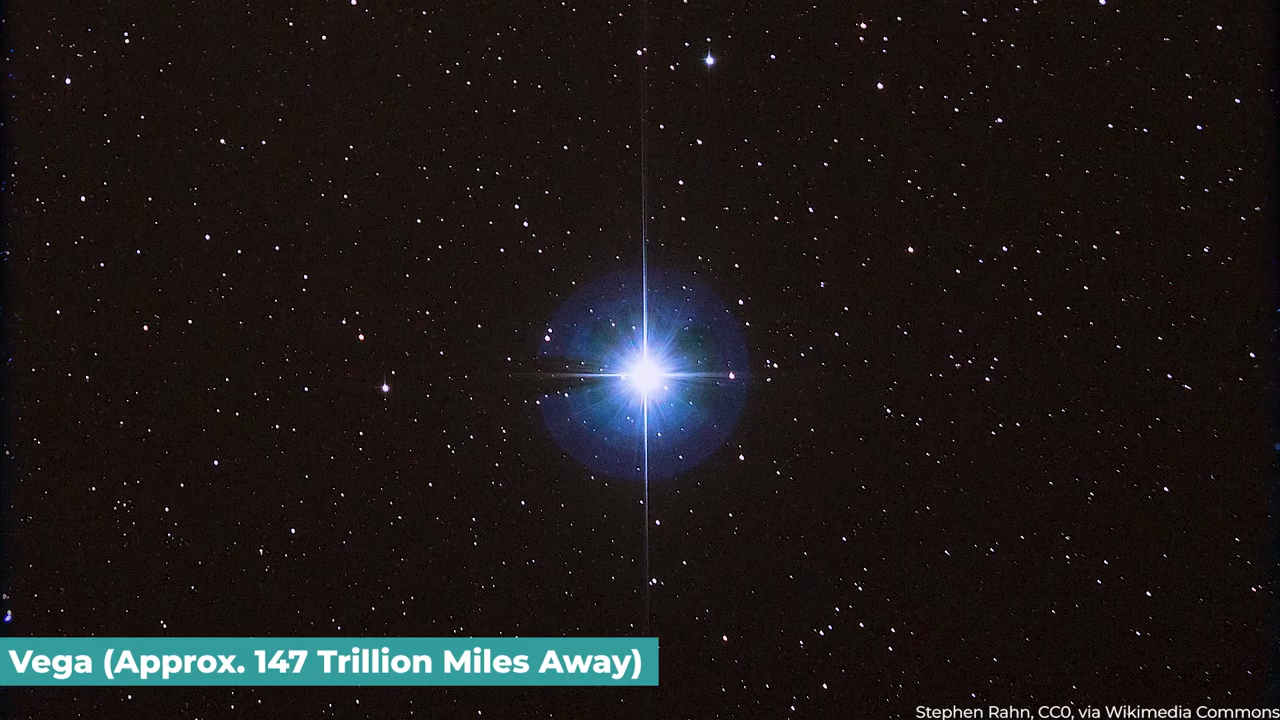 Vega (Approx. 147 Trillion Miles Away)
Stephen Rahn, CC0, via Wikimedia Commons